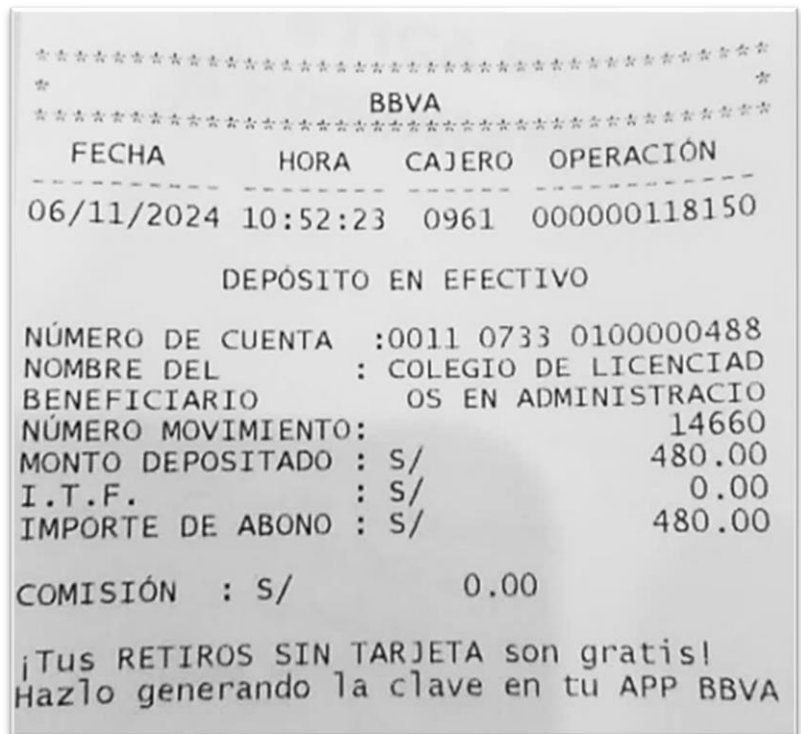 ****************************************
* BBVA *
****************************************
FECHA HORA CAJERO OPERACIÓN
06/11/2024 10:52:23 0961 000000118150
DEPÓSITO EN EFECTIVO
NÚMERO DE CUENTA :0011 0733 0100000488
NOMBRE DEL : COLEGIO DE LICENCIAD
BENEFICIARIO OS EN ADMINISTRACIO
NÚMERO MOVIMIENTO: 14660
MONTO DEPOSITADO : S/ 480.00
I.T.F. : S/ 0.00
IMPORTE DE ABONO : S/ 480.00
COMISIÓN : S/ 0.00
¡Tus RETIROS SIN TARJETA son gratis!
Hazlo generando la clave en tu APP BBVA